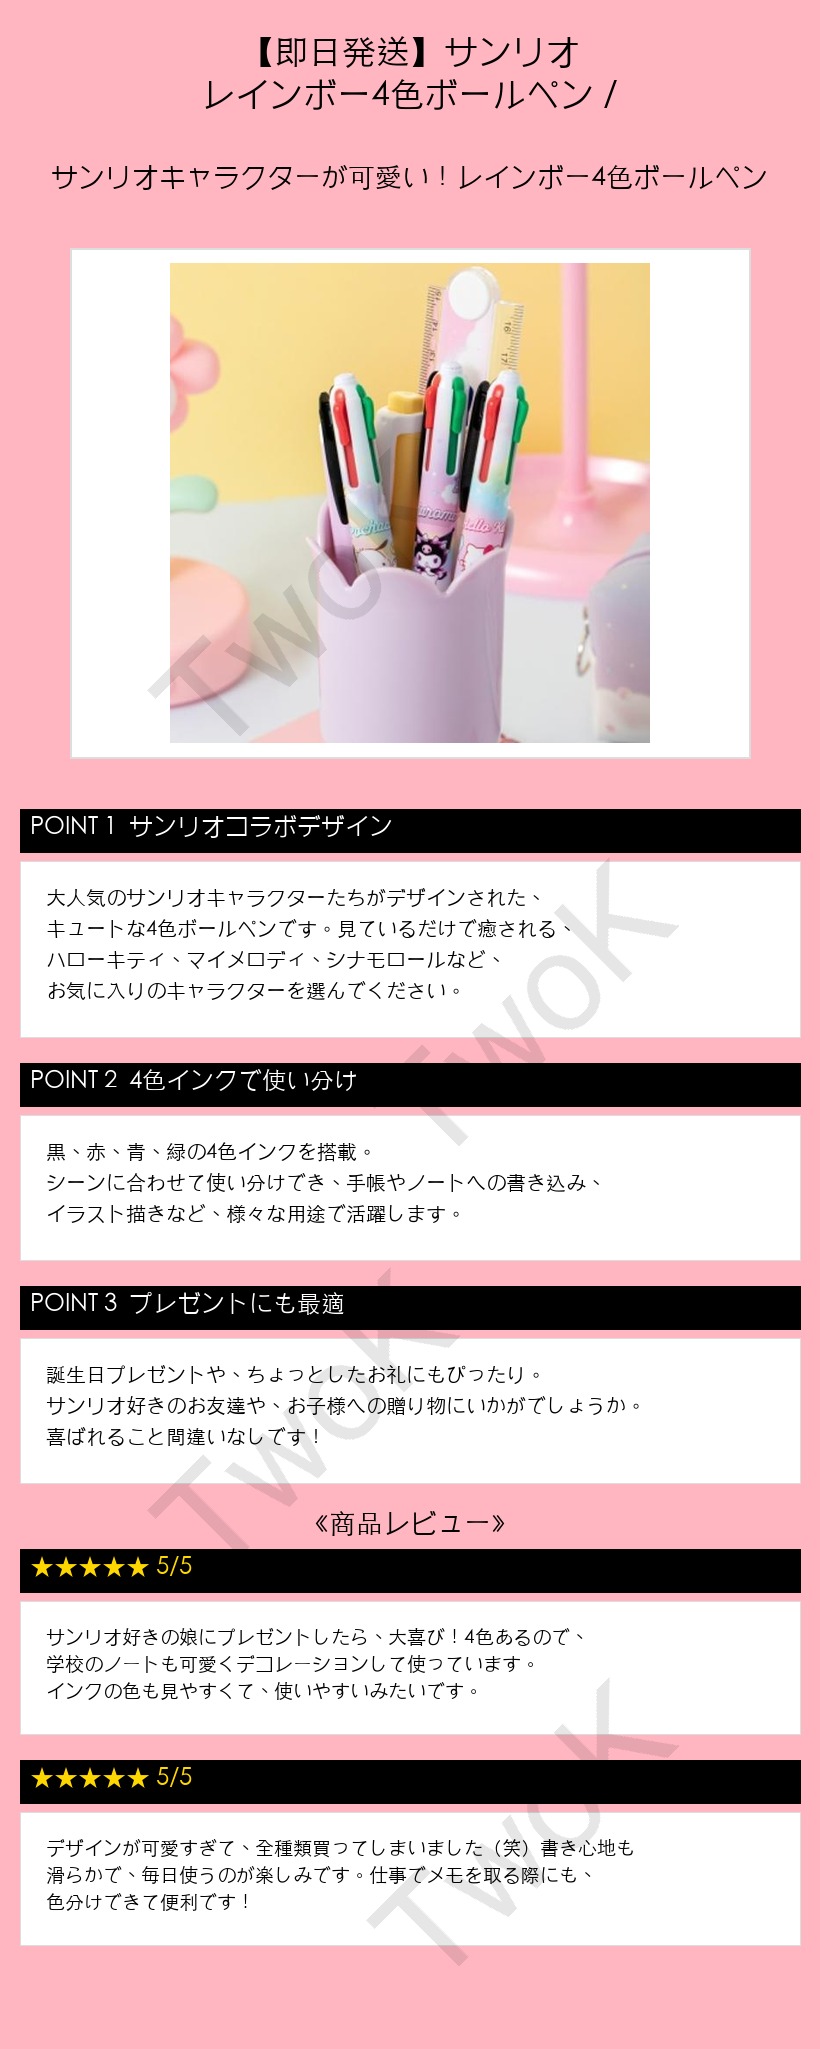 【即日発送】サンリオ
レインボー4色ボールペン /
サンリオキャラクターが可愛い！レインボー4色ボールペン
16
17
TwoK
POINT 1 サンリオコラボデザイン
大人気のサンリオキャラクターたちがデザインされた、
キュートな4色ボールペンです。見ているだけで癒される、
ハローキティ、マイメロディ、シナモロールなど、
お気に入りのキャラクターを選んでください。
TwoK
POINT 2 4色インクで使い分け
黒、赤、青、緑の4色インクを搭載。
シーンに合わせて使い分けでき、手帳やノートへの書き込み、
イラスト描きなど、様々な用途で活躍します。
POINT 3 プレゼントにも最適
誕生日プレゼントや、ちょっとしたお礼にもぴったり。
サンリオ好きのお友達や、お子様への贈り物にいかがでしょうか。
喜ばれること間違いなしです！
TwoK
《商品レビュー》
★★★★★ 5/5
サンリオ好きの娘にプレゼントしたら、大喜び！4色あるので、
学校のノートも可愛くデコレーションして使っています。
インクの色も見やすくて、使いやすいみたいです。
★★★★★ 5/5
デザインが可愛すぎて、全種類買ってしまいました（笑）書き心地も
滑らかで、毎日使うのが楽しみです。仕事でメモを取る際にも、
色分けできて便利です！
TwoK